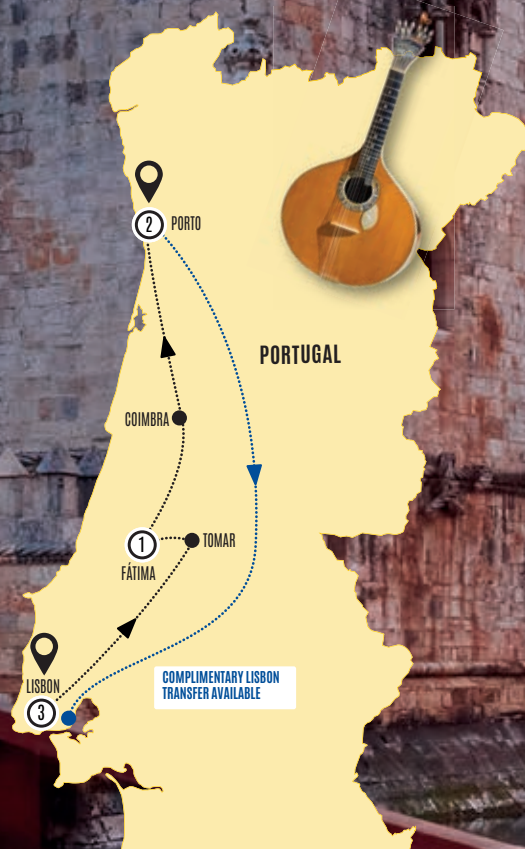 2
PORTO
PORTUGAL
COIMBRA
1
TOMAR
FÁTIMA
LISBON
3
COMPLIMENTARY LISBON
TRANSFER AVAILABLE